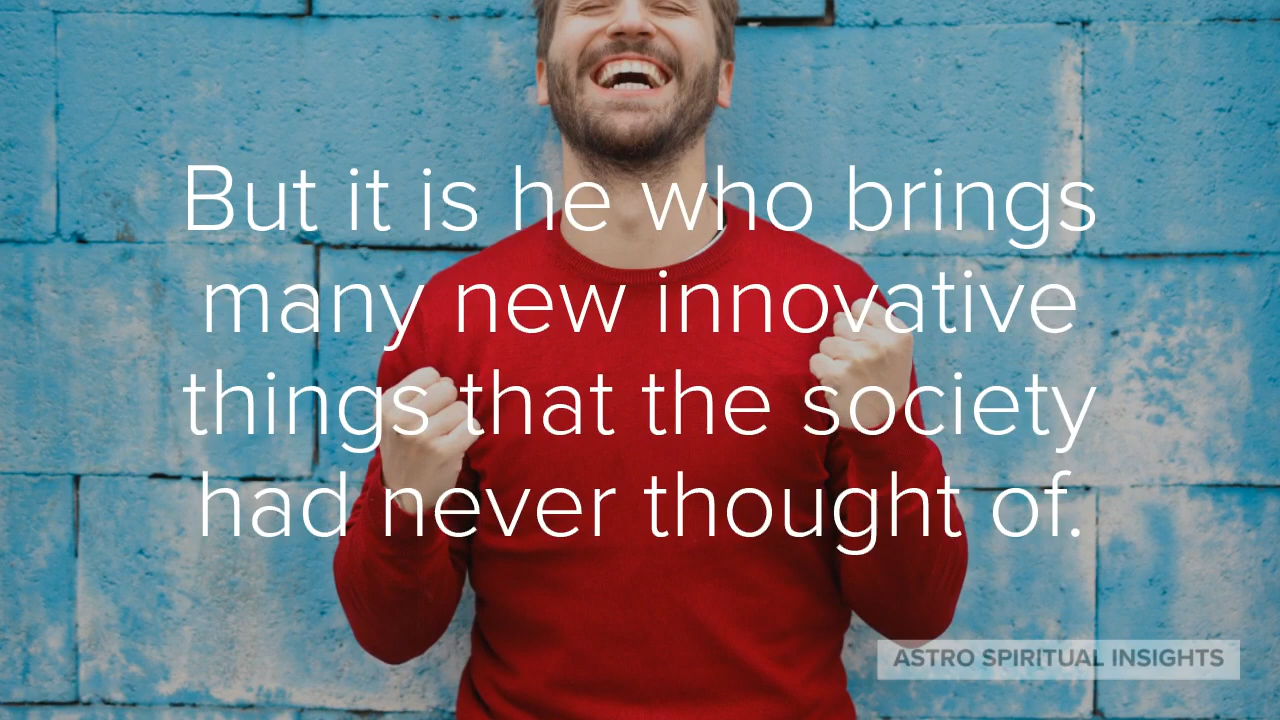 But it is he who brings
many new innovative
things that the society
had never thought of.
ASTRO SPIRITUAL INSIGHTS